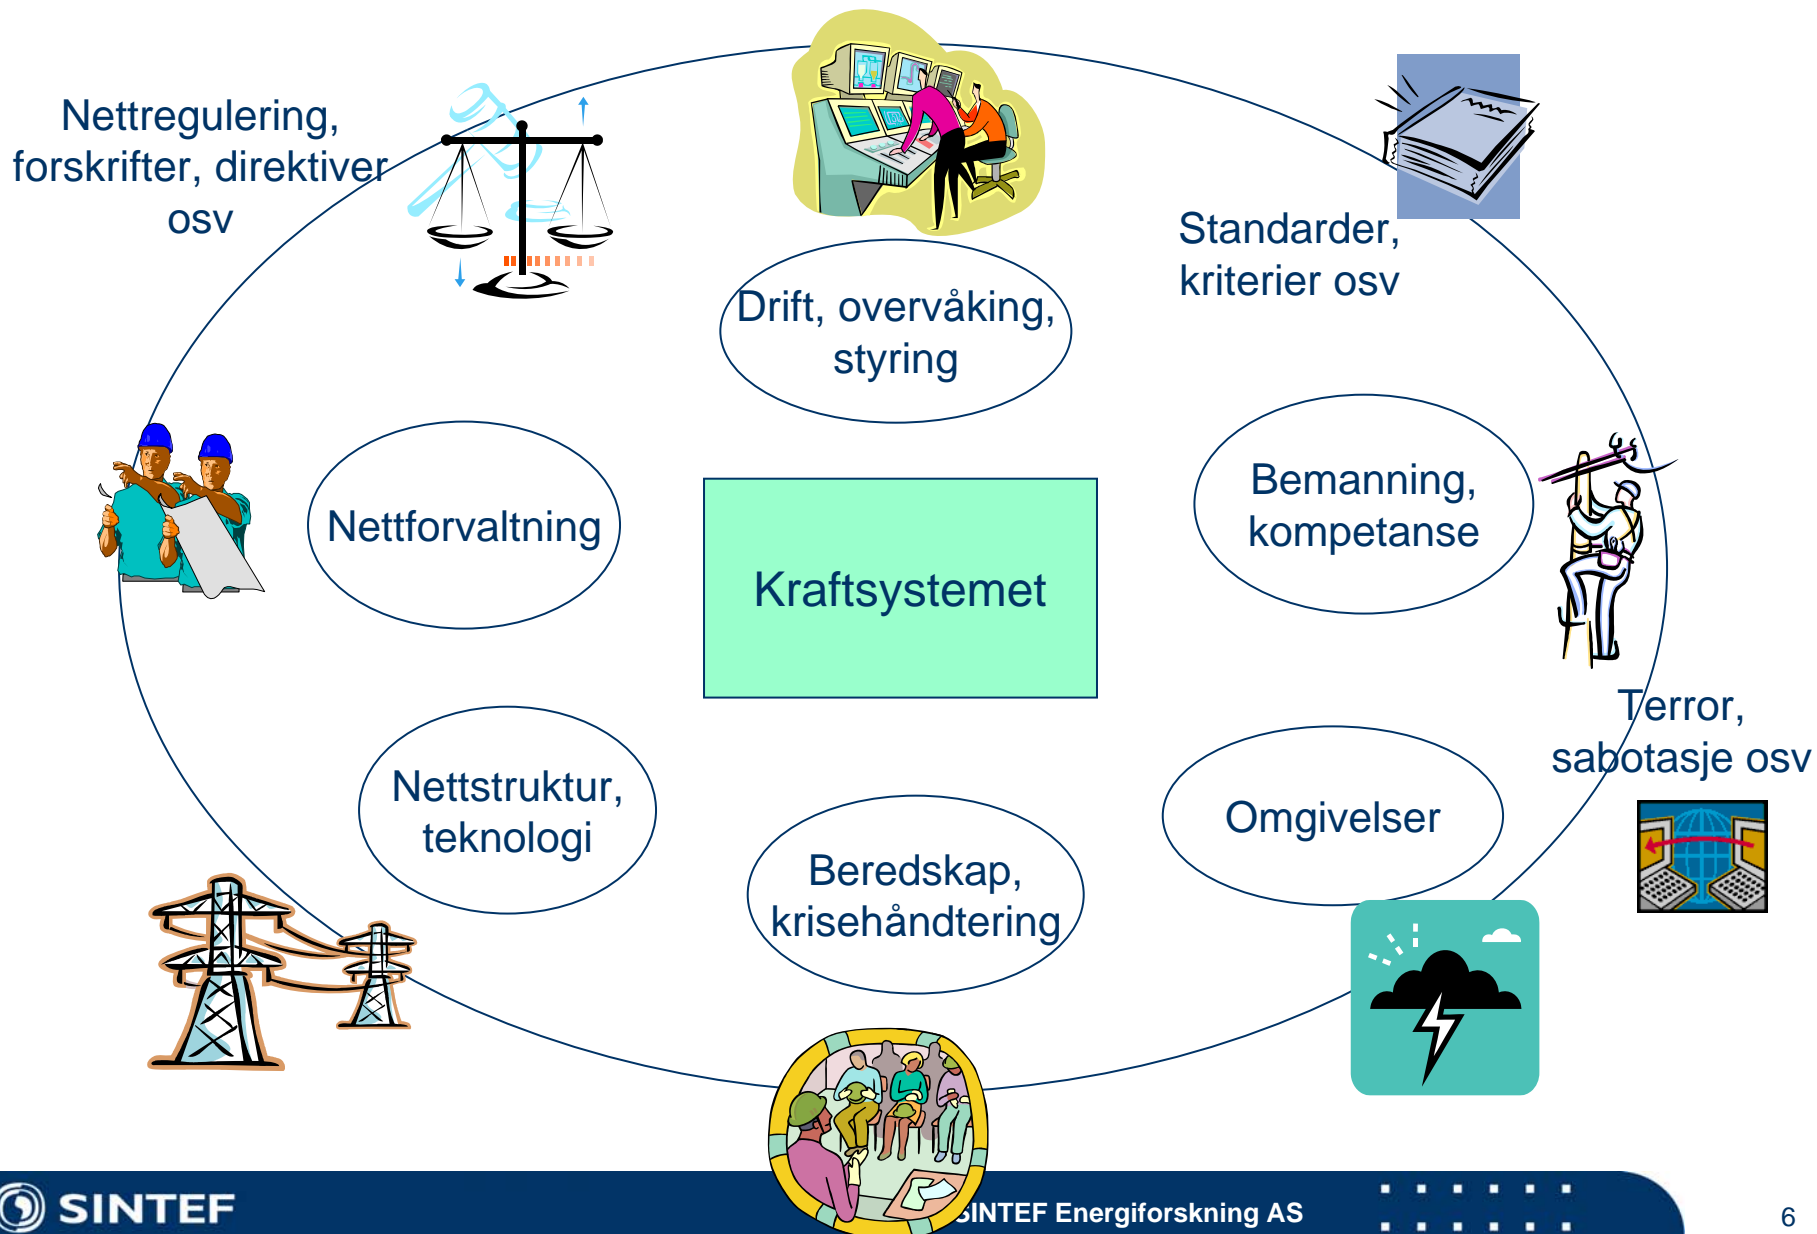 Nettregulering,
forskrifter, direktiver
osv
Standarder,
kriterier osv
Drift, overvåking,
styring
Nettforvaltning
Bemanning,
kompetanse
Kraftsystemet
Terror,
sabotasje osv
Nettstruktur,
teknologi
Omgivelser
Beredskap,
krisehåndtering
SINTEF
SINTEF Energiforskning AS
6